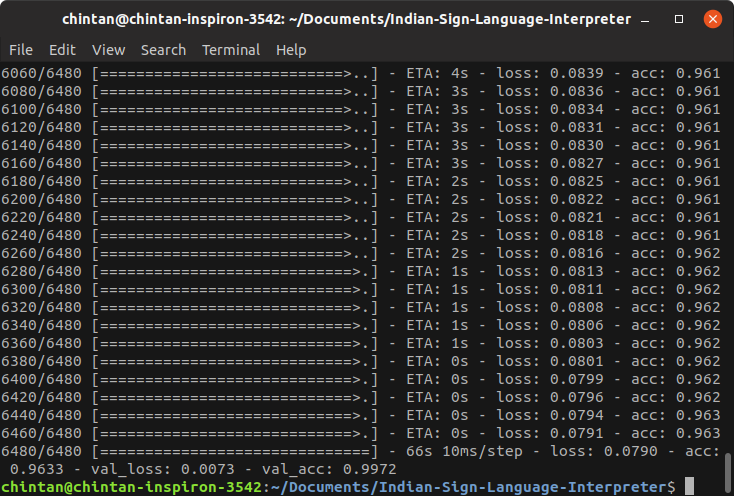 chintan@chintan-inspiron-3542: ~/Documents/Indian-Sign-Language-Interpreter
File Edit View Search Terminal Help
6060/6480 [===========================>..] - ETA: 4s - loss: 0.0839 - acc: 0.961
6080/6480 [===========================>..] - ETA: 3s - loss: 0.0836 - acc: 0.961
6100/6480 [===========================>..] - ETA: 3s - loss: 0.0834 - acc: 0.961
6120/6480 [===========================>..] - ETA: 3s - loss: 0.0831 - acc: 0.961
6140/6480 [===========================>..] - ETA: 3s - loss: 0.0830 - acc: 0.961
6160/6480 [===========================>..] - ETA: 3s - loss: 0.0827 - acc: 0.961
6180/6480 [===========================>..] - ETA: 2s - loss: 0.0825 - acc: 0.961
6200/6480 [===========================>..] - ETA: 2s - loss: 0.0822 - acc: 0.961
6220/6480 [===========================>..] - ETA: 2s - loss: 0.0821 - acc: 0.961
6240/6480 [===========================>..] - ETA: 2s - loss: 0.0818 - acc: 0.961
6260/6480 [===========================>..] - ETA: 2s - loss: 0.0816 - acc: 0.962
6280/6480 [============================>.] - ETA: 1s - loss: 0.0813 - acc: 0.962
6300/6480 [============================>.] - ETA: 1s - loss: 0.0811 - acc: 0.962
6320/6480 [============================>.] - ETA: 1s - loss: 0.0808 - acc: 0.962
6340/6480 [============================>.] - ETA: 1s - loss: 0.0806 - acc: 0.962
6360/6480 [============================>.] - ETA: 1s - loss: 0.0803 - acc: 0.962
6380/6480 [============================>.] - ETA: 0s - loss: 0.0801 - acc: 0.962
6400/6480 [============================>.] - ETA: 0s - loss: 0.0799 - acc: 0.962
6420/6480 [============================>.] - ETA: 0s - loss: 0.0796 - acc: 0.962
6440/6480 [============================>.] - ETA: 0s - loss: 0.0794 - acc: 0.963
6460/6480 [============================>.] - ETA: 0s - loss: 0.0791 - acc: 0.963
6480/6480 [==============================] - 66s 10ms/step - loss: 0.0790 - acc:
 0.9633 - val_loss: 0.0073 - val_acc: 0.9972
chintan@chintan-inspiron-3542:~/Documents/Indian-Sign-Language-Interpreter$